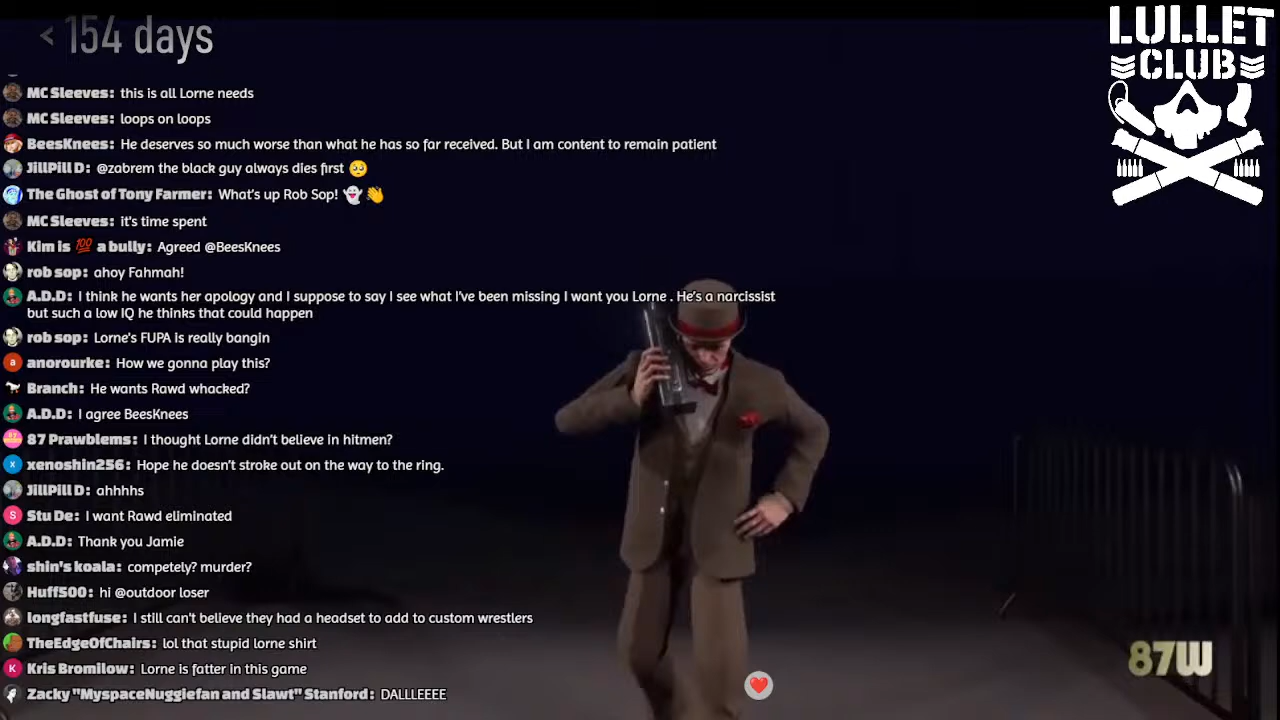 < 154 days
LULLET
CLUB
MC Sleeves: this is all Lorne needs
MC Sleeves: loops on loops
BeesKnees: He deserves so much worse than what he has so far received. But I am content to remain patient
JillPill D: @zabrem the black guy always dies first 🥺
The Ghost of Tony Farmer: What's up Rob Sop! 👻👏
MC Sleeves: it's time spent
Kim is 💯 a bully: Agreed @BeesKnees
rob sop: ahoy Fahmah!
A.D.D: I think he wants her apology and I suppose to say I see what I've been missing I want you Lorne . He's a narcissist
but such a low IQ he thinks that could happen
rob sop: Lorne's FUPA is really bangin
anorourke: How we gonna play this?
Branch: He wants Rawd whacked?
A.D.D: I agree BeesKnees
87 Prawblems: I thought Lorne didn't believe in hitmen?
xenoshin256: Hope he doesn't stroke out on the way to the ring.
JillPill D: ahhhhs
Stu De: I want Rawd eliminated
A.D.D: Thank you Jamie
shin's koala: competely? murder?
Huff500: hi @outdoor loser
longfastfuse: I still can't believe they had a headset to add to custom wrestlers
TheEdgeOfChairs: lol that stupid lorne shirt
Kris Bromilow: Lorne is fatter in this game
Zacky "MyspaceNuggiefan and Slawt" Stanford: DALLLEEEE
87W